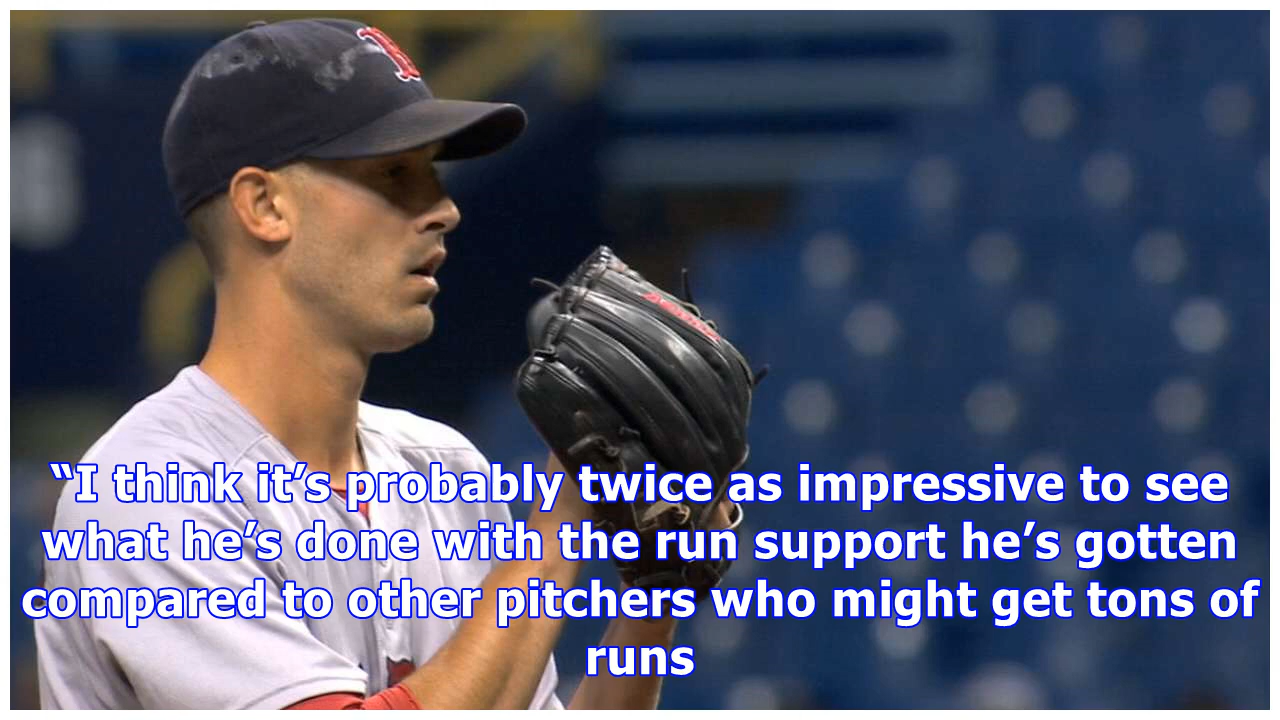 “I think it’s probably twice as impressive to see
what he’s done with the run support he’s gotten
compared to other pitchers who might get tons of
runs